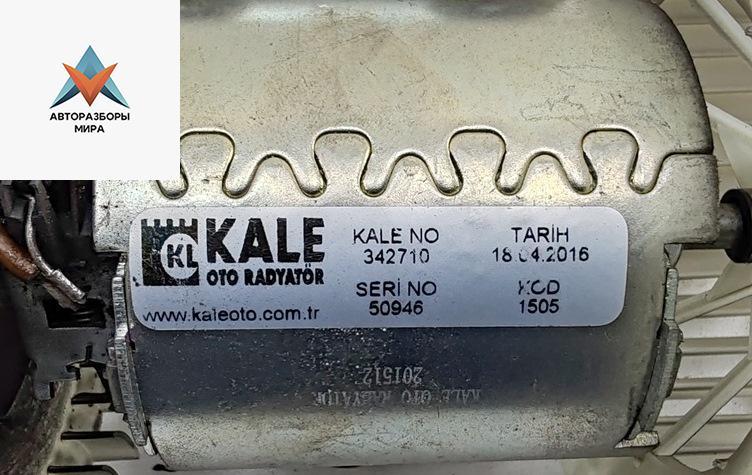 АВТОРАЗБОРЫ
МИРА
KL KALE
OTO RADYATÖR
www.kaleoto.com.tr
KALE NO
342710
TARİH
18.04.2016
SERİ NO
50946
KOD
1505
201512
KALE OTO RADYATÖR